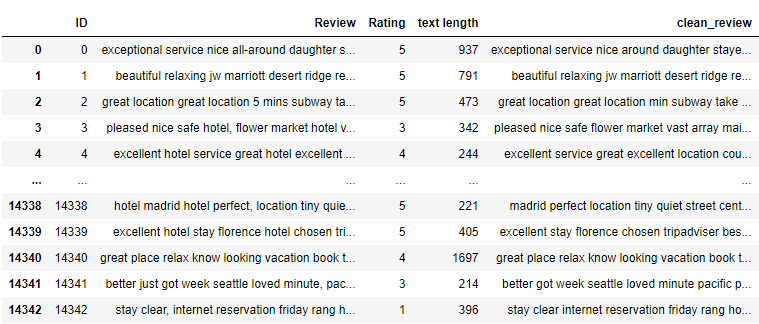 ID Review Rating text length clean_review
0 0 exceptional service nice all-around daughter s... 5 937 exceptional service nice around daughter staye...
1 1 beautiful relaxing jw marriott desert ridge re... 5 791 beautiful relaxing jw marriott desert ridge re...
2 2 great location great location 5 mins subway ta... 5 473 great location great location min subway take ...
3 3 pleased nice safe hotel, flower market hotel v... 3 342 pleased nice safe flower market vast array mai...
4 4 excellent hotel service great hotel excellent ... 4 244 excellent service great excellent location cou...
... ... ... ... ... ...
14338 14338 hotel madrid hotel perfect, location tiny quie... 5 221 madrid perfect location tiny quiet street cent...
14339 14339 excellent hotel stay florence hotel chosen tri... 5 405 excellent stay florence chosen tripadviser bes...
14340 14340 great place relax know looking vacation book t... 4 1697 great place relax know looking vacation book t...
14341 14341 better just got week seattle loved minute, pac... 3 214 better got week seattle loved minute pacific p...
14342 14342 stay clear, internet reservation friday rang h... 1 396 stay clear internet reservation friday rang ho...